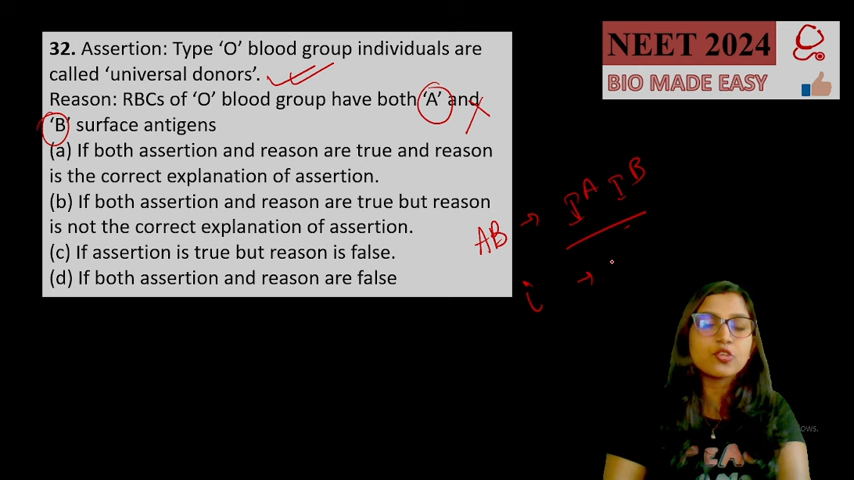 32. Assertion: Type ‘O’ blood group individuals are
called ‘universal donors’.
Reason: RBCs of ‘O’ blood group have both ‘A’ and
‘B’ surface antigens
(a) If both assertion and reason are true and reason
is the correct explanation of assertion.
(b) If both assertion and reason are true but reason
is not the correct explanation of assertion.
(c) If assertion is true but reason is false.
(d) If both assertion and reason are false
NEET 2024
BIO MADE EASY
AB → I^A I^B
i →